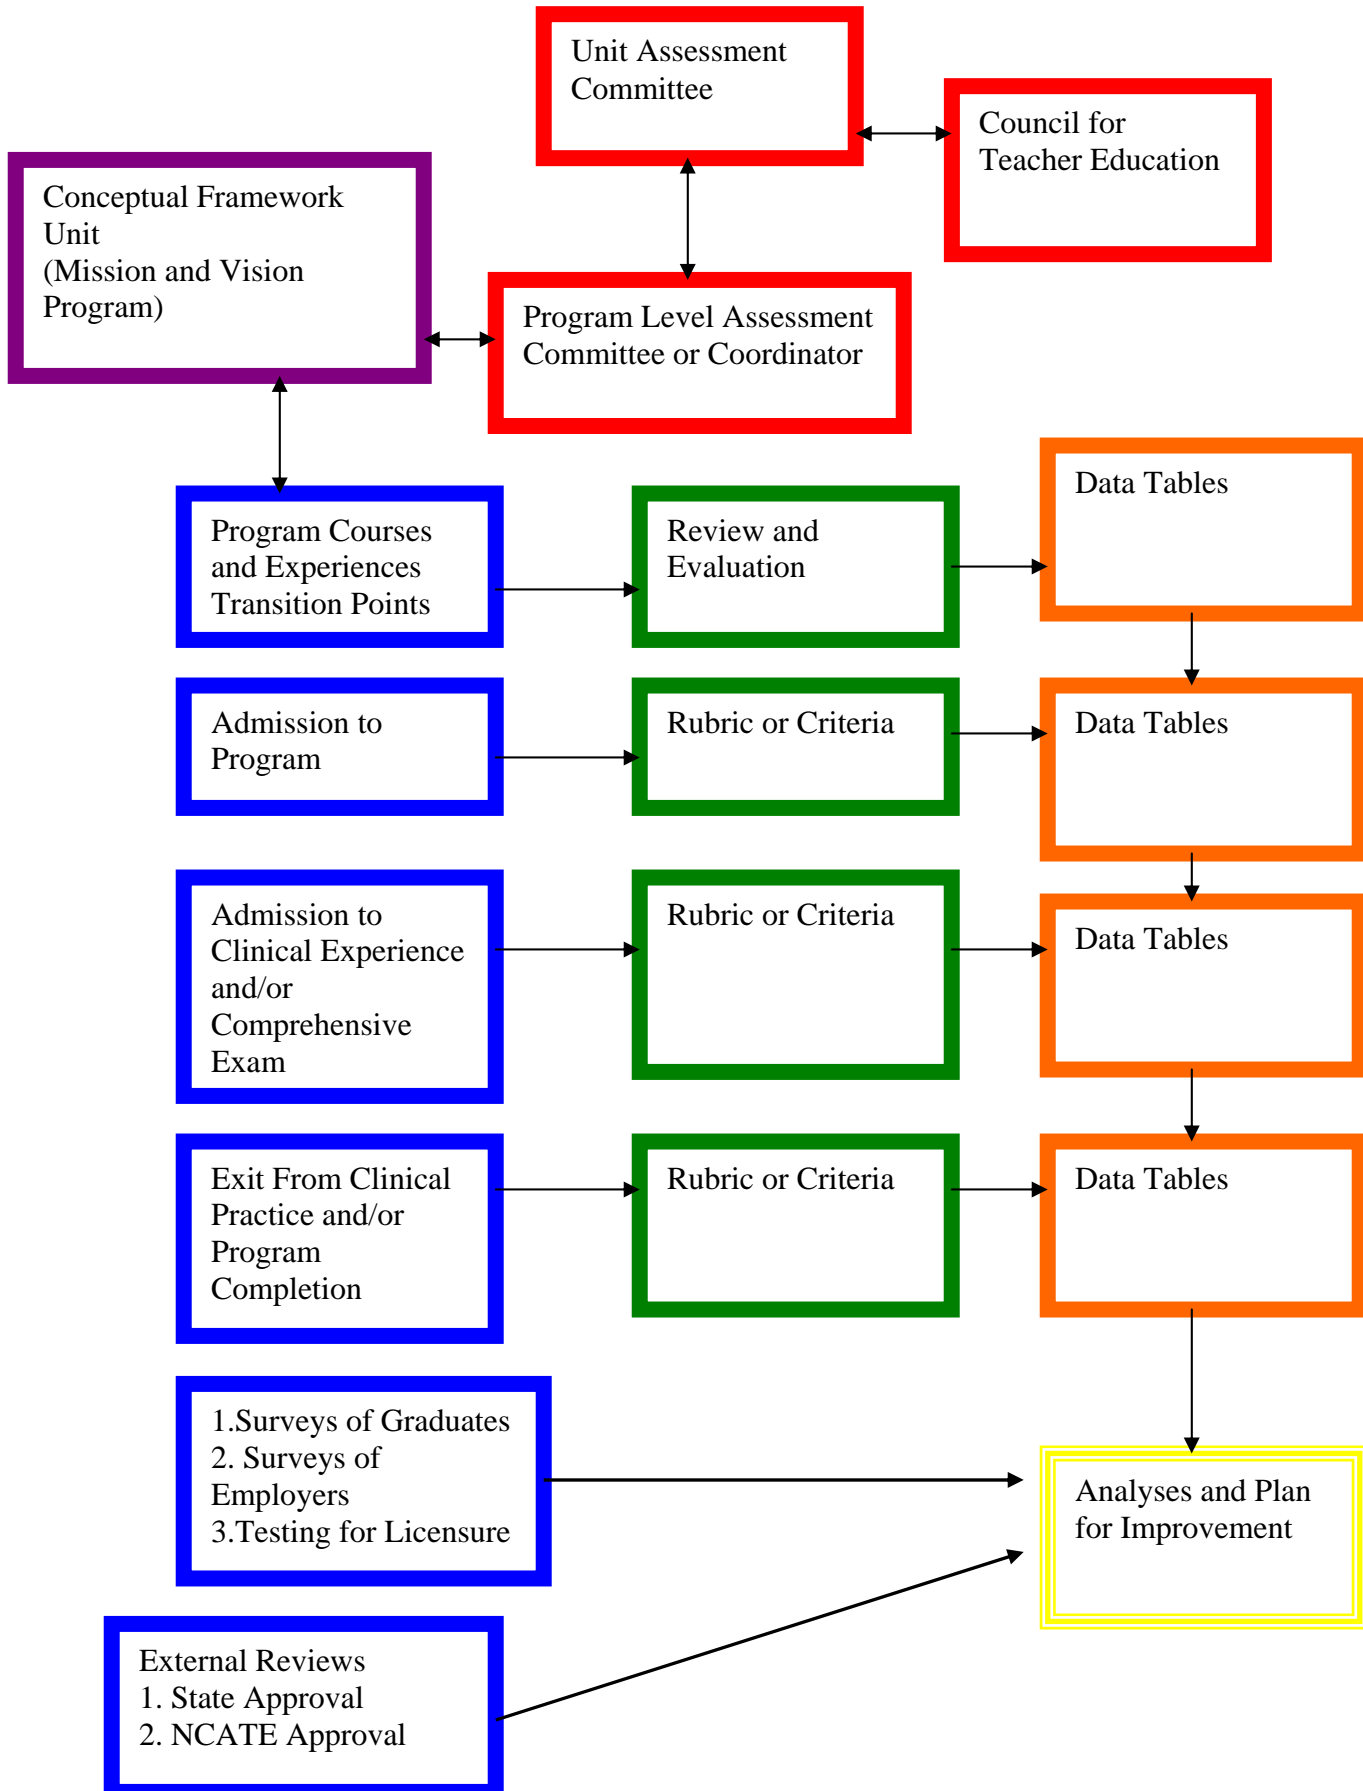 Unit Assessment
Committee
Council for
Teacher Education
Conceptual Framework
Unit
(Mission and Vision
Program)
Program Level Assessment
Committee or Coordinator
Program Courses
and Experiences
Transition Points
Review and
Evaluation
Data Tables
Admission to
Program
Rubric or Criteria
Data Tables
Admission to
Clinical Experience
and/or
Comprehensive
Exam
Rubric or Criteria
Data Tables
Exit From Clinical
Practice and/or
Program
Completion
Rubric or Criteria
Data Tables
1.Surveys of Graduates
2. Surveys of
Employers
3.Testing for Licensure
Analyses and Plan
for Improvement
External Reviews
1. State Approval
2. NCATE Approval